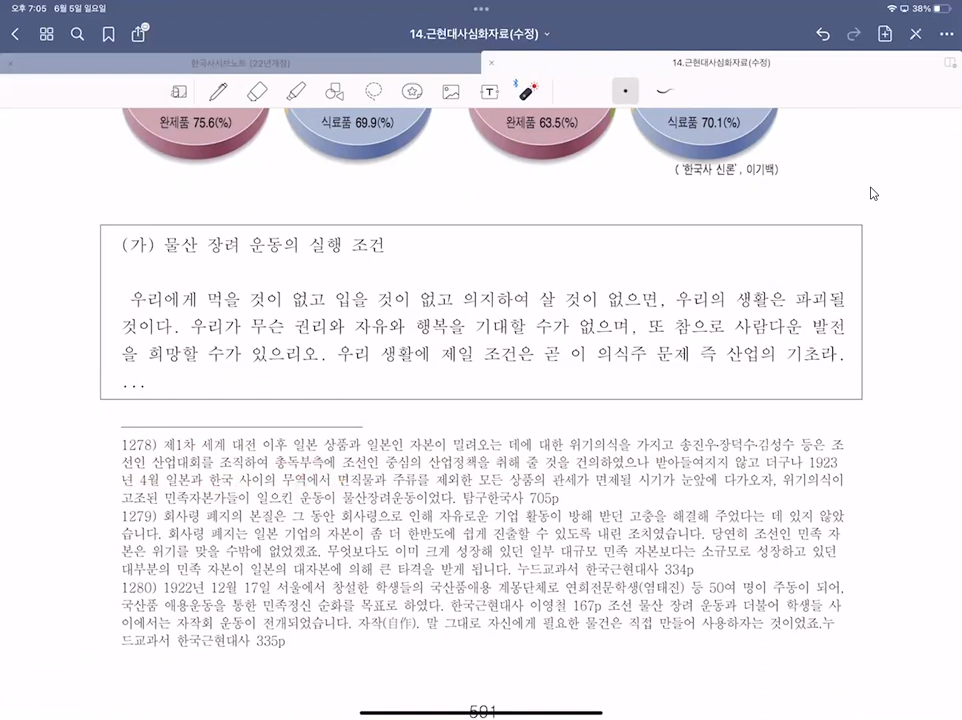 오후 7:05 6월 5일 일요일
38%
14.근현대사심화자료(수정)
한국사서브노트 (22년개정)
14.근현대사심화자료(수정)
완제품 75.6(%)
식료품 69.9(%)
완제품 63.5(%)
식료품 70.1(%)
( '한국사 신론' , 이기백)
(가) 물산 장려 운동의 실행 조건
우리에게 먹을 것이 없고 입을 것이 없고 의지하여 살 것이 없으면, 우리의 생활은 파괴될
것이다. 우리가 무슨 권리와 자유와 행복을 기대할 수가 없으며, 또 참으로 사람다운 발전
을 희망할 수가 있으리오. 우리 생활에 제일 조건은 곧 이 의식주 문제 즉 산업의 기초라.
...
1278) 제1차 세계 대전 이후 일본 상품과 일본인 자본이 밀려오는 데에 대한 위기의식을 가지고 송진우·장덕수·김성수 등은 조
선인 산업대회를 조직하여 총독부측에 조선인 중심의 산업정책을 취해 줄 것을 건의하였으나 받아들여지지 않고 더구나 1923
년 4월 일본과 한국 사이의 무역에서 면직물과 주류를 제외한 모든 상품의 관세가 면제될 시기가 눈앞에 다가오자, 위기의식이
고조된 민족자본가들이 일으킨 운동이 물산장려운동이었다. 탐구한국사 705p
1279) 회사령 폐지의 본질은 그 동안 회사령으로 인해 자유로운 기업 활동이 방해 받던 고충을 해결해 주었다는 데 있지 않았
습니다. 회사령 폐지는 일본 기업의 자본이 좀더 한반도에 쉽게 진출할 수 있도록 내린 조치였습니다. 당연히 조선인 민족 자
본은 위기를 맞을 수밖에 없었겠죠. 무엇보다도 이미 크게 성장해 있던 일부 대규모 민족 자본보다는 소규모로 성장하고 있던
대부분의 민족 자본이 일본의 대자본에 의해 큰 타격을 받게 됩니다. 누드교과서 한국근현대사 334p
1280) 1922년 12월 17일 서울에서 창설한 학생들의 국산품애용 계몽단체로 연희전문학생(염태진) 등 50여 명이 주동이 되어,
국산품 애용운동을 통한 민족정신 순화를 목표로 하였다. 한국근현대사 이영철 167p 조선 물산 장려 운동과 더불어 학생들 사
이에서는 자작회 운동이 전개되었습니다. 자작(自作). 말 그대로 자신에게 필요한 물건은 직접 만들어 사용하자는 것이었죠.누
드교과서 한국근현대사 335p
591